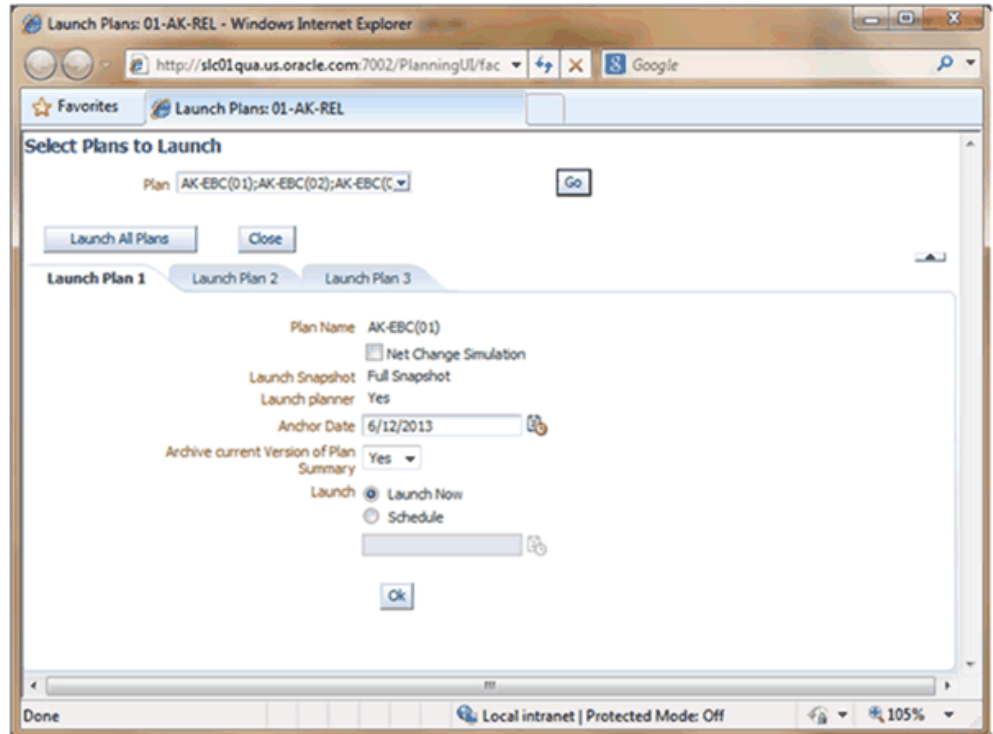 Launch Plans: 01-AK-REL - Windows Internet Explorer
http://slc01qua.us.oracle.com:7002/PlanningUI/fac
Google
Favorites
Launch Plans: 01-AK-REL
Select Plans to Launch
Plan AK-EBC(01);AK-EBC(02);AK-EBC(C
Go
Launch All Plans Close
Launch Plan 1 Launch Plan 2 Launch Plan 3
Plan Name AK-EBC(01)
Net Change Simulation
Launch Snapshot Full Snapshot
Launch planner Yes
Anchor Date 6/12/2013
Archive current Version of Plan
Summary
Yes
Launch Launch Now
Schedule
Ok
Done Local intranet | Protected Mode: Off 105%